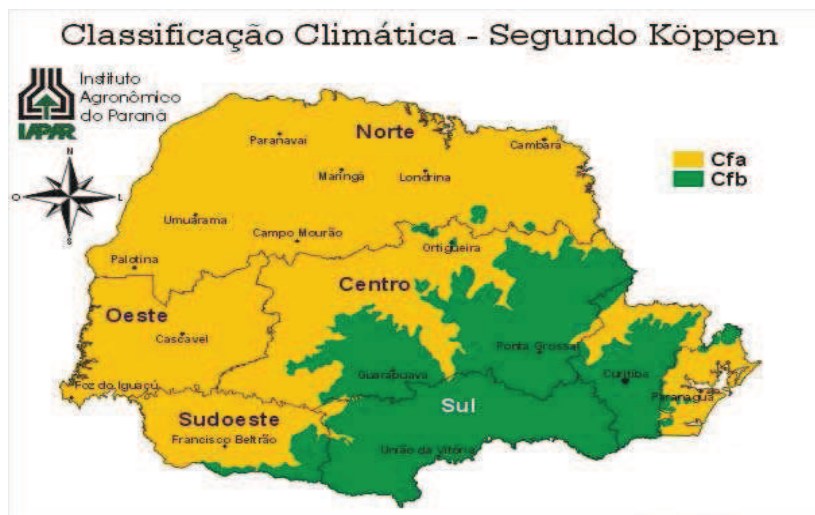 Classificação Climática - Segundo Köppen
Instituto
Agronômico
do Paraná
IAPAR
N
O
L
S
Norte
Paranavaí
Cambará
Maringá
Londrina
Cfa
Cfb
Umuarama
Campo Mourão
Ortigueira
Palotina
Centro
Oeste
Cascavel
Ponta Grossa
Guarapuava
Curitiba
Foz do Iguaçú
Paranaguá
Sul
Sudoeste
Francisco Beltrão
União da Vitória